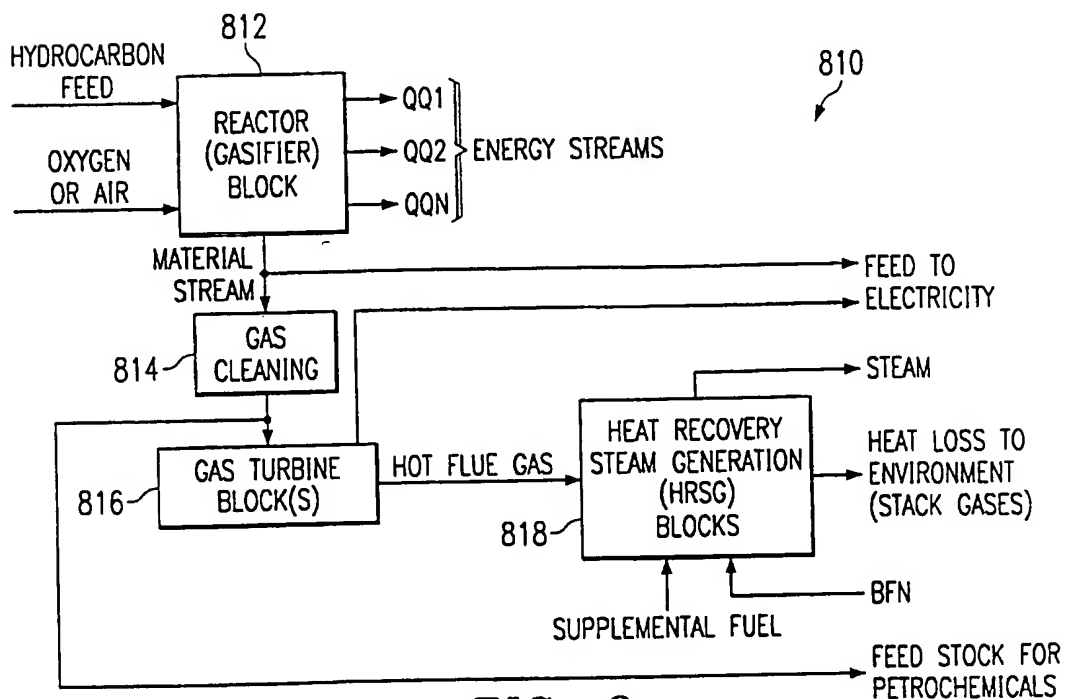 812
HYDROCARBON
FEED
810
REACTOR
(GASIFIER)
BLOCK
QQ1
QQ2
QQN
ENERGY STREAMS
OXYGEN
OR AIR
MATERIAL
STREAM
FEED TO
ELECTRICITY
GAS
CLEANING
814
STEAM
HEAT RECOVERY
STEAM GENERATION
(HRSG)
BLOCKS
HEAT LOSS TO
ENVIRONMENT
(STACK GASES)
GAS TURBINE
BLOCK(S)
HOT FLUE GAS
816
818
BFN
SUPPLEMENTAL FUEL
FEED STOCK FOR
PETROCHEMICALS